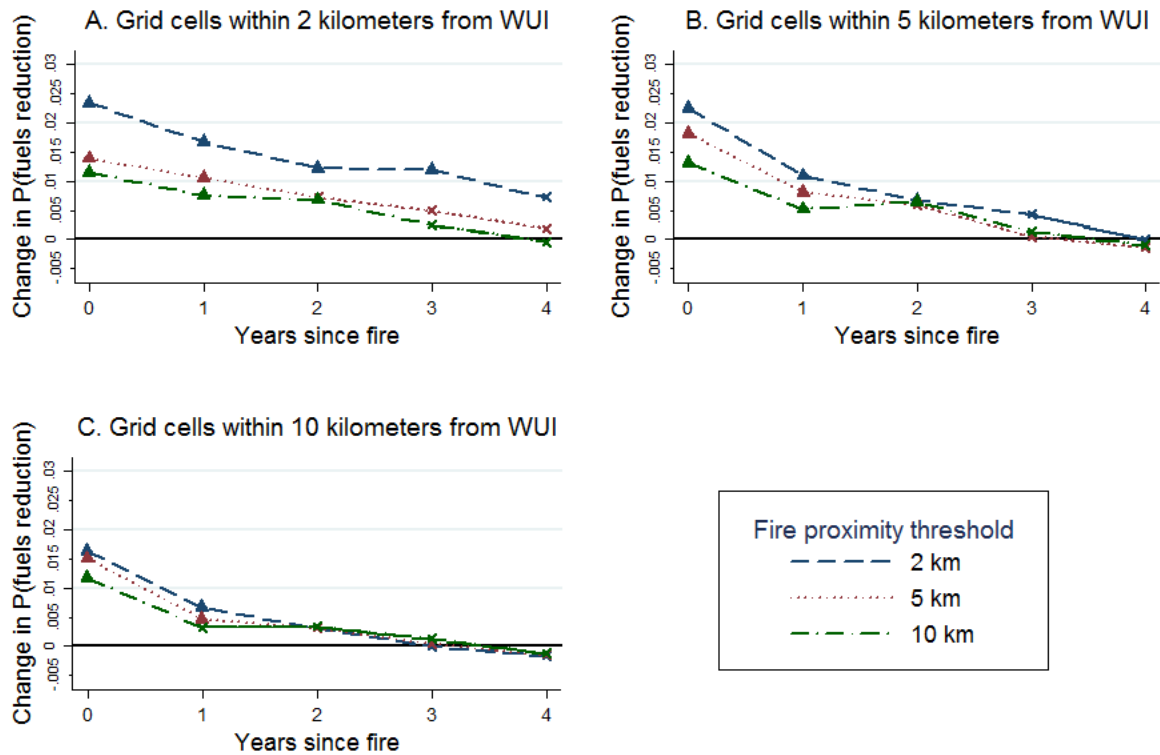 A. Grid cells within 2 kilometers from WUI
Change in P(fuels reduction)
.03
.025
.02
.015
.01
.005
0
-.005
0 1 2 3 4
Years since fire
B. Grid cells within 5 kilometers from WUI
Change in P(fuels reduction)
.03
.025
.02
.015
.01
.005
0
-.005
0 1 2 3 4
Years since fire
C. Grid cells within 10 kilometers from WUI
Change in P(fuels reduction)
.03
.025
.02
.015
.01
.005
0
-.005
0 1 2 3 4
Years since fire
Fire proximity threshold
2 km
5 km
10 km